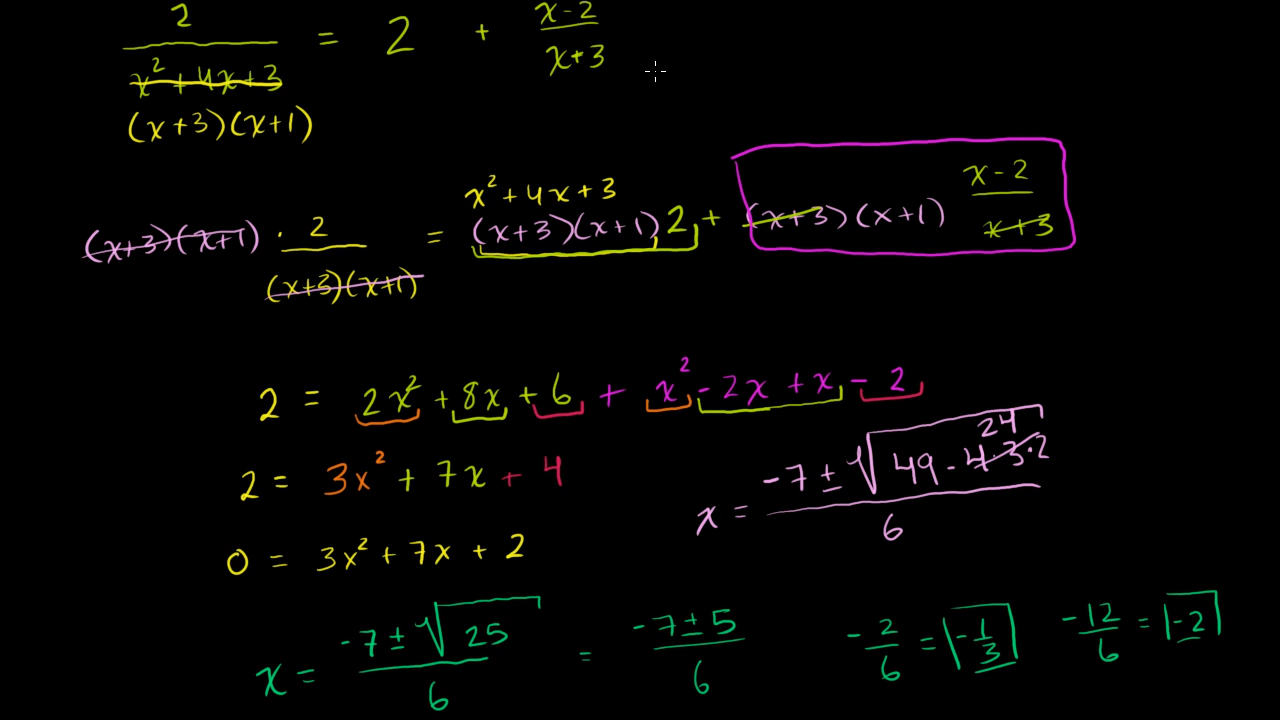 2/(x²+4x+3) = 2 + (x-2)/(x+3)
(x+3)(x+1)
x²+4x+3
(x+3)(x+1) · 2/((x+3)(x+1)) = (x+3)(x+1)2 + (x+3)(x+1) (x-2)/(x+3)
2 = 2x² + 8x + 6 + x² - 2x + x - 2
2 = 3x² + 7x + 4
24
x = (-7 ± √(49 - 4·3·2))/6
0 = 3x² + 7x + 2
x = (-7 ± √25)/6 = (-7 ± 5)/6 -2/6 = -1/3 -12/6 = -2